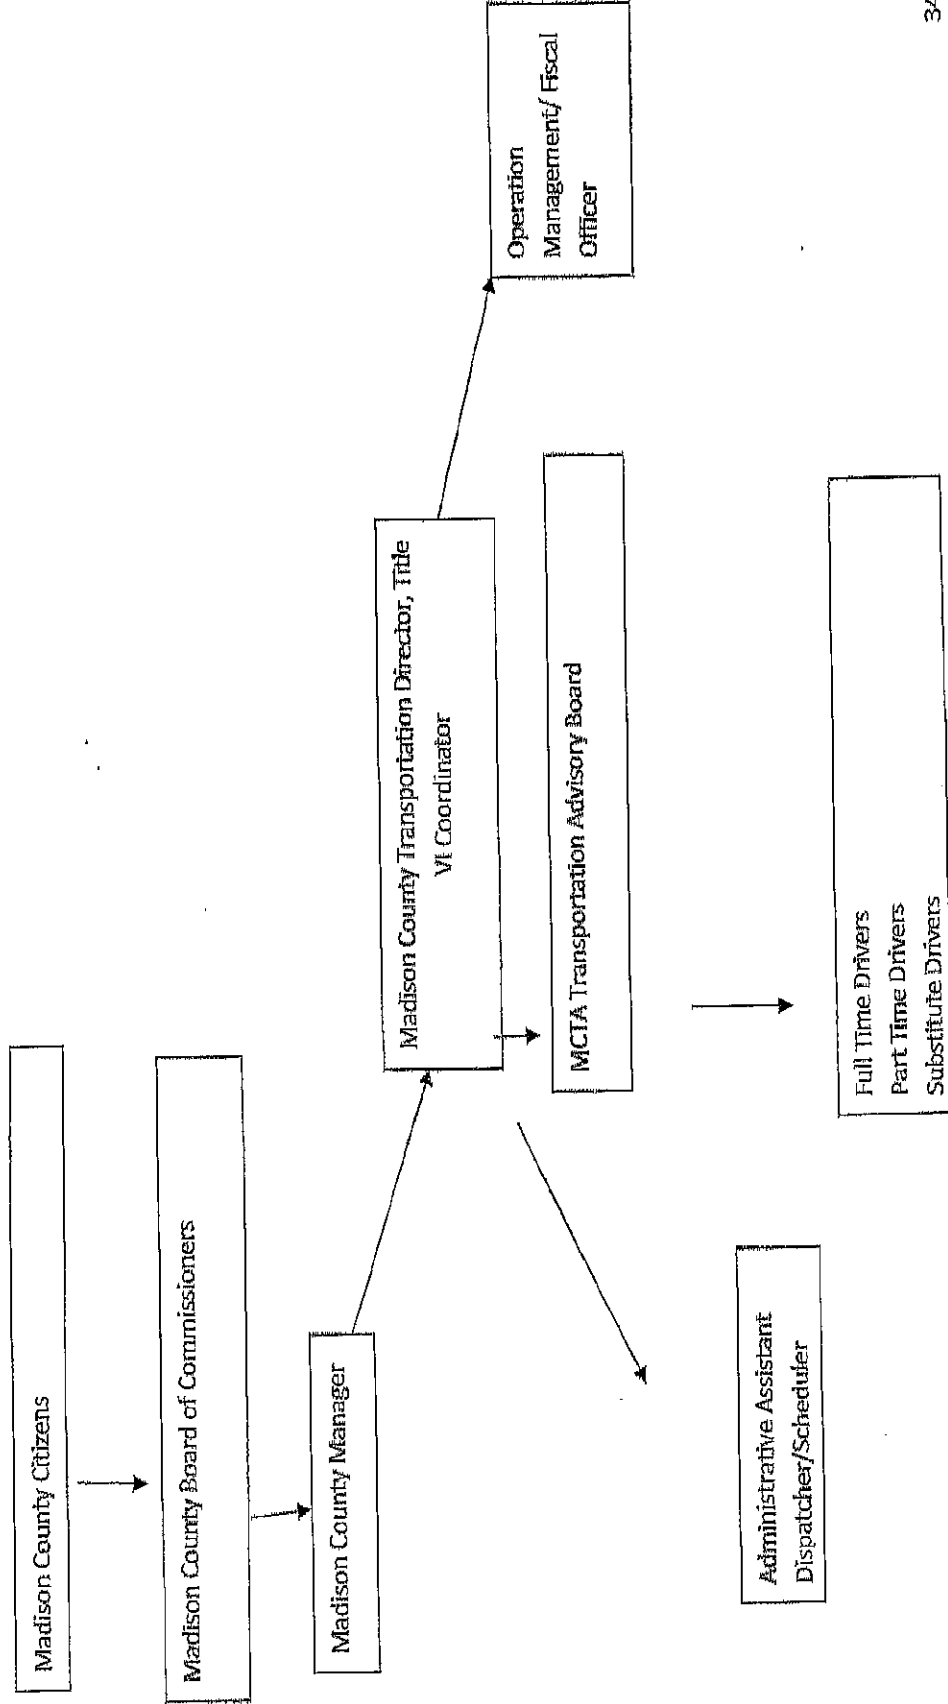 Madison County Citizens
Madison County Board of Commissioners
Madison County Manager
Madison County Transportation Director, Title
VI Coordinator
Operation
Management/ Fiscal
Officer
MCTA Transportation Advisory Board
Administrative Assistant
Dispatcher/Scheduler
Full Time Drivers
Part Time Drivers
Substitute Drivers